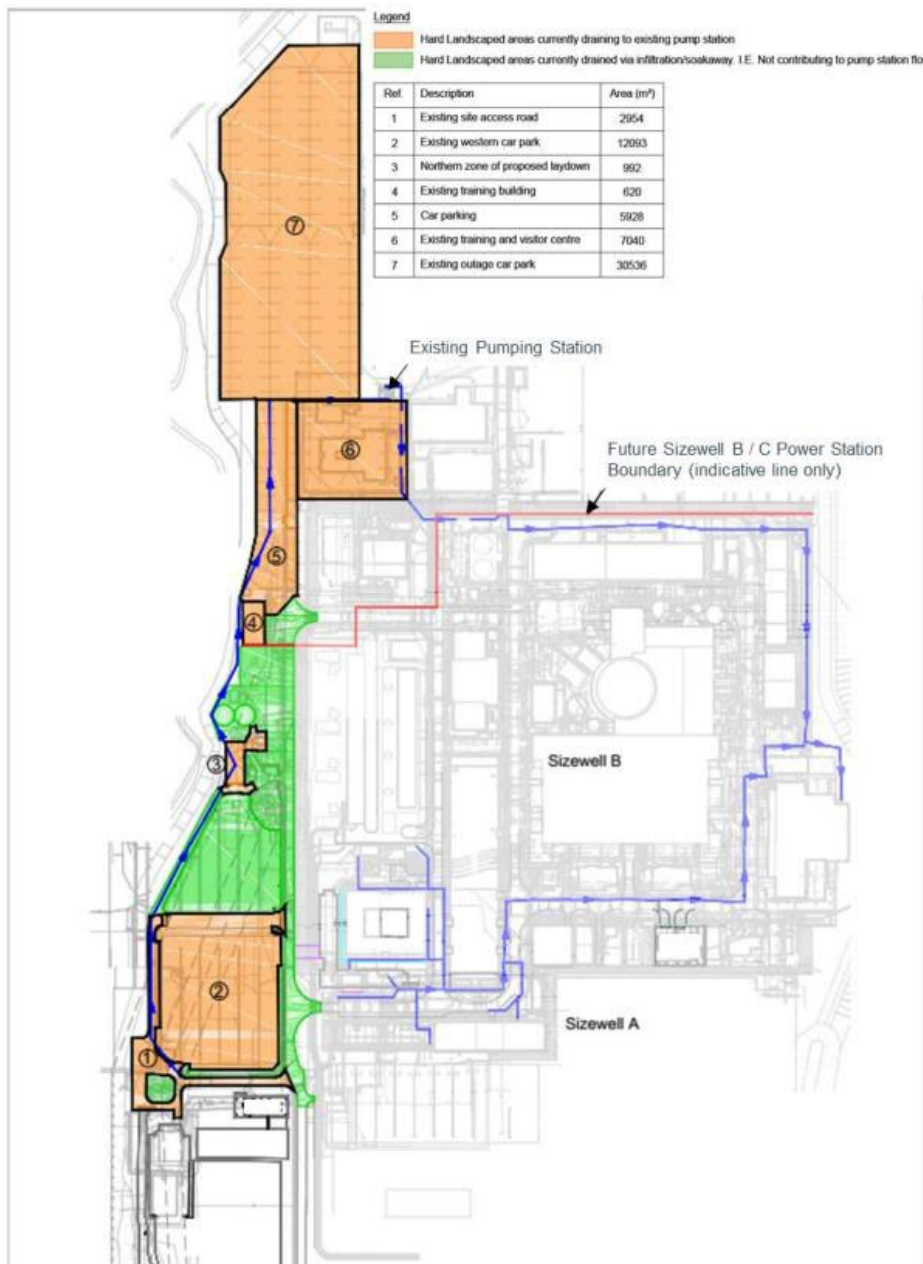 Legend
Hard Landscaped areas currently draining to existing pump station
Hard Landscaped areas currently drained via infiltration/soakaway. I.E. Not contributing to pump station flo
Ref Description Area (m²)
1 Existing site access road 2954
2 Existing western car park 12093
3 Northern zone of proposed laydown 992
4 Existing training building 620
5 Car parking 5928
6 Existing training and visitor centre 7040
7 Existing outage car park 30536
7
Existing Pumping Station
6
Future Sizewell B / C Power Station
Boundary (indicative line only)
5
4
3
Sizewell B
2
Sizewell A
1